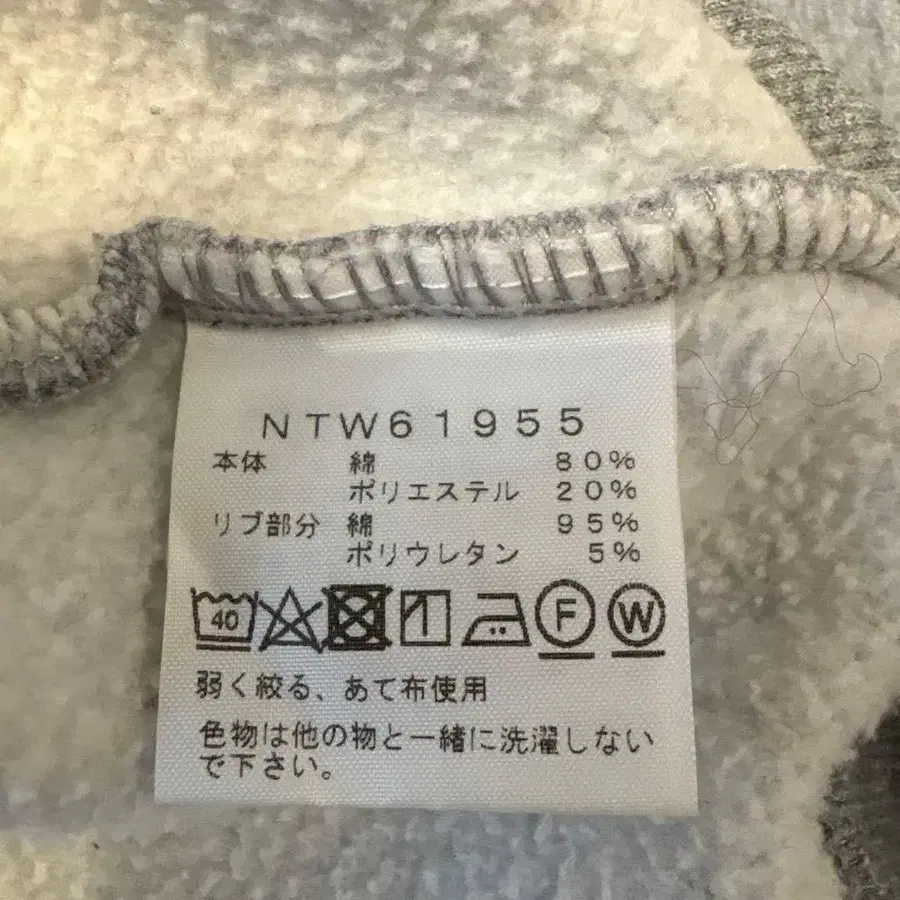 NTW61955
本体 綿 80%
ポリエステル 20%
リブ部分 綿 95%
ポリウレタン 5%
40 F W
弱く絞る、あて布使用
色物は他の物と一緒に洗濯しない
で下さい。